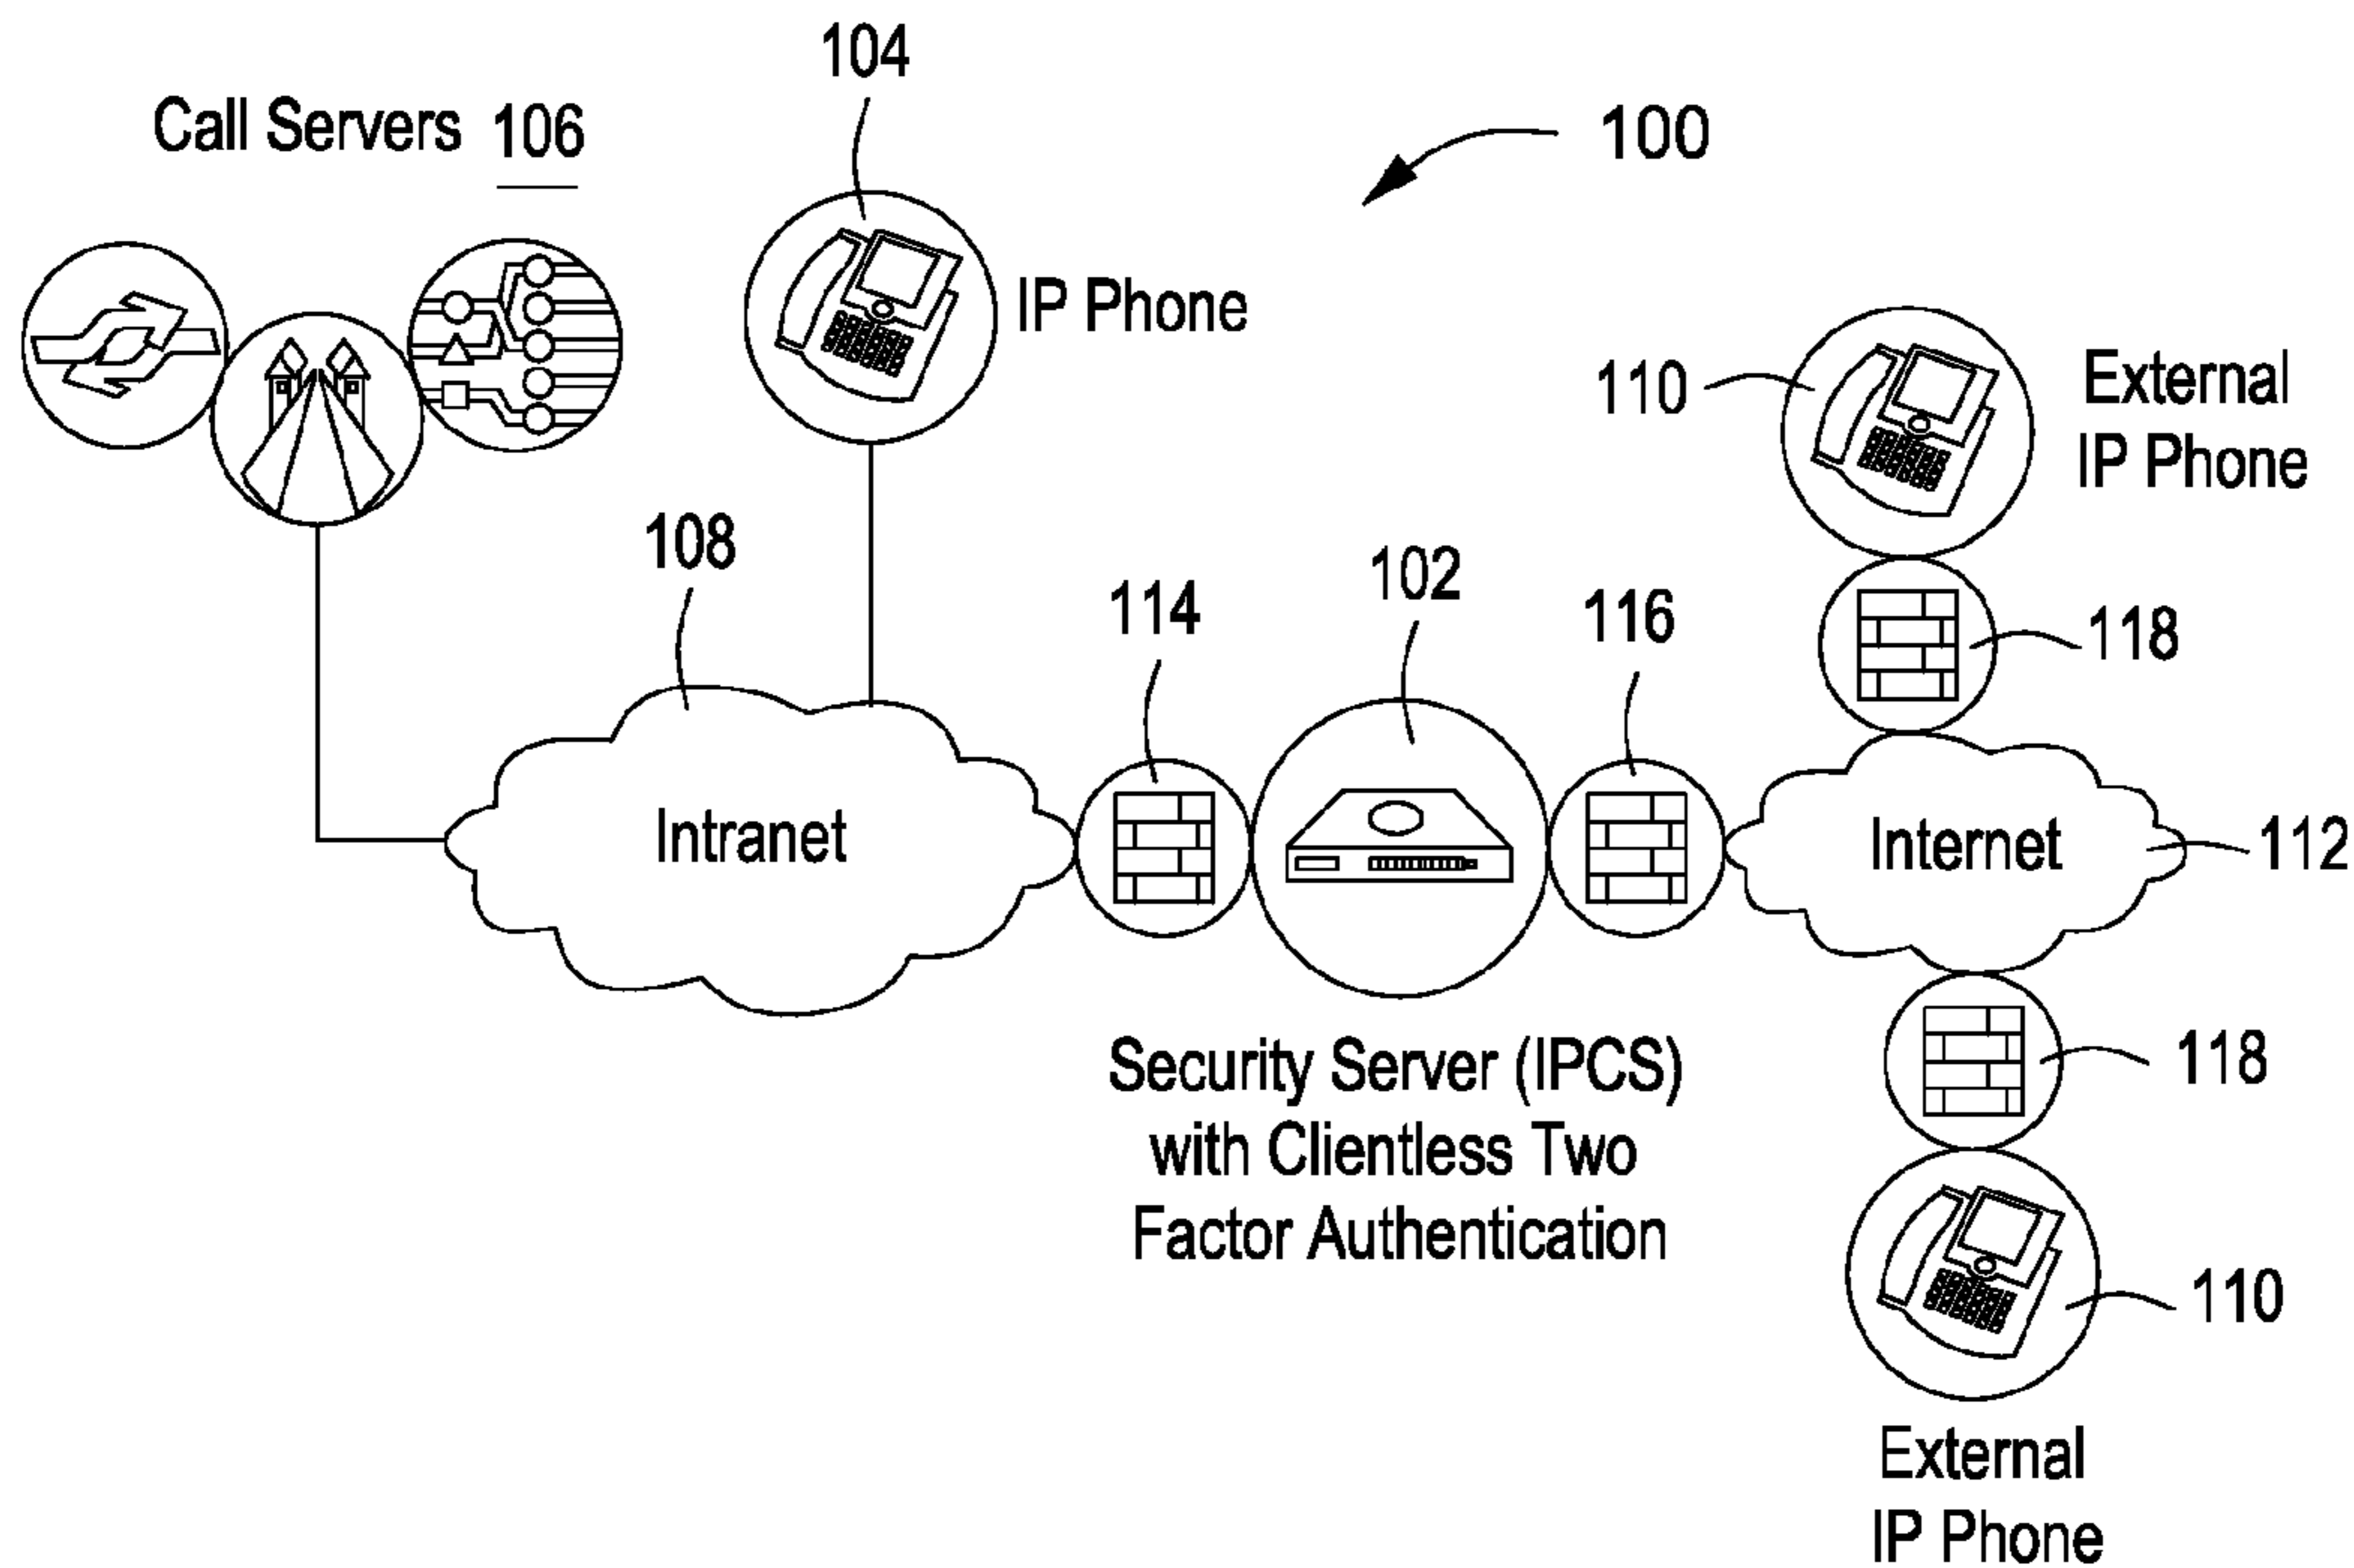 104
Call Servers 106
100
IP Phone
110
External
IP Phone
108
114
102
116
118
Intranet
Internet
112
Security Server (IPCS)
with Clientless Two
Factor Authentication
118
110
External
IP Phone